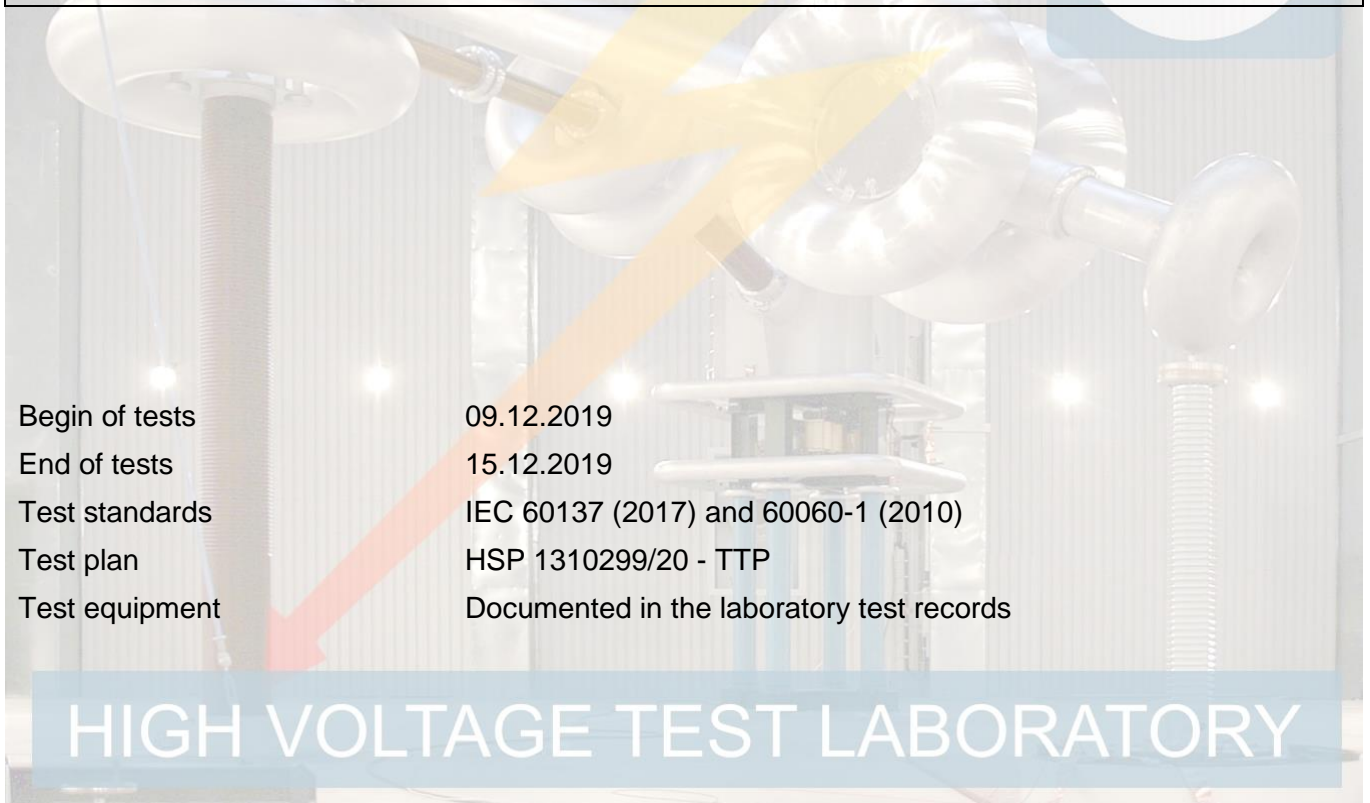 Begin of tests 09.12.2019
End of tests 15.12.2019
Test standards IEC 60137 (2017) and 60060-1 (2010)
Test plan HSP 1310299/20 - TTP
Test equipment Documented in the laboratory test records
HIGH VOLTAGE TEST LABORATORY